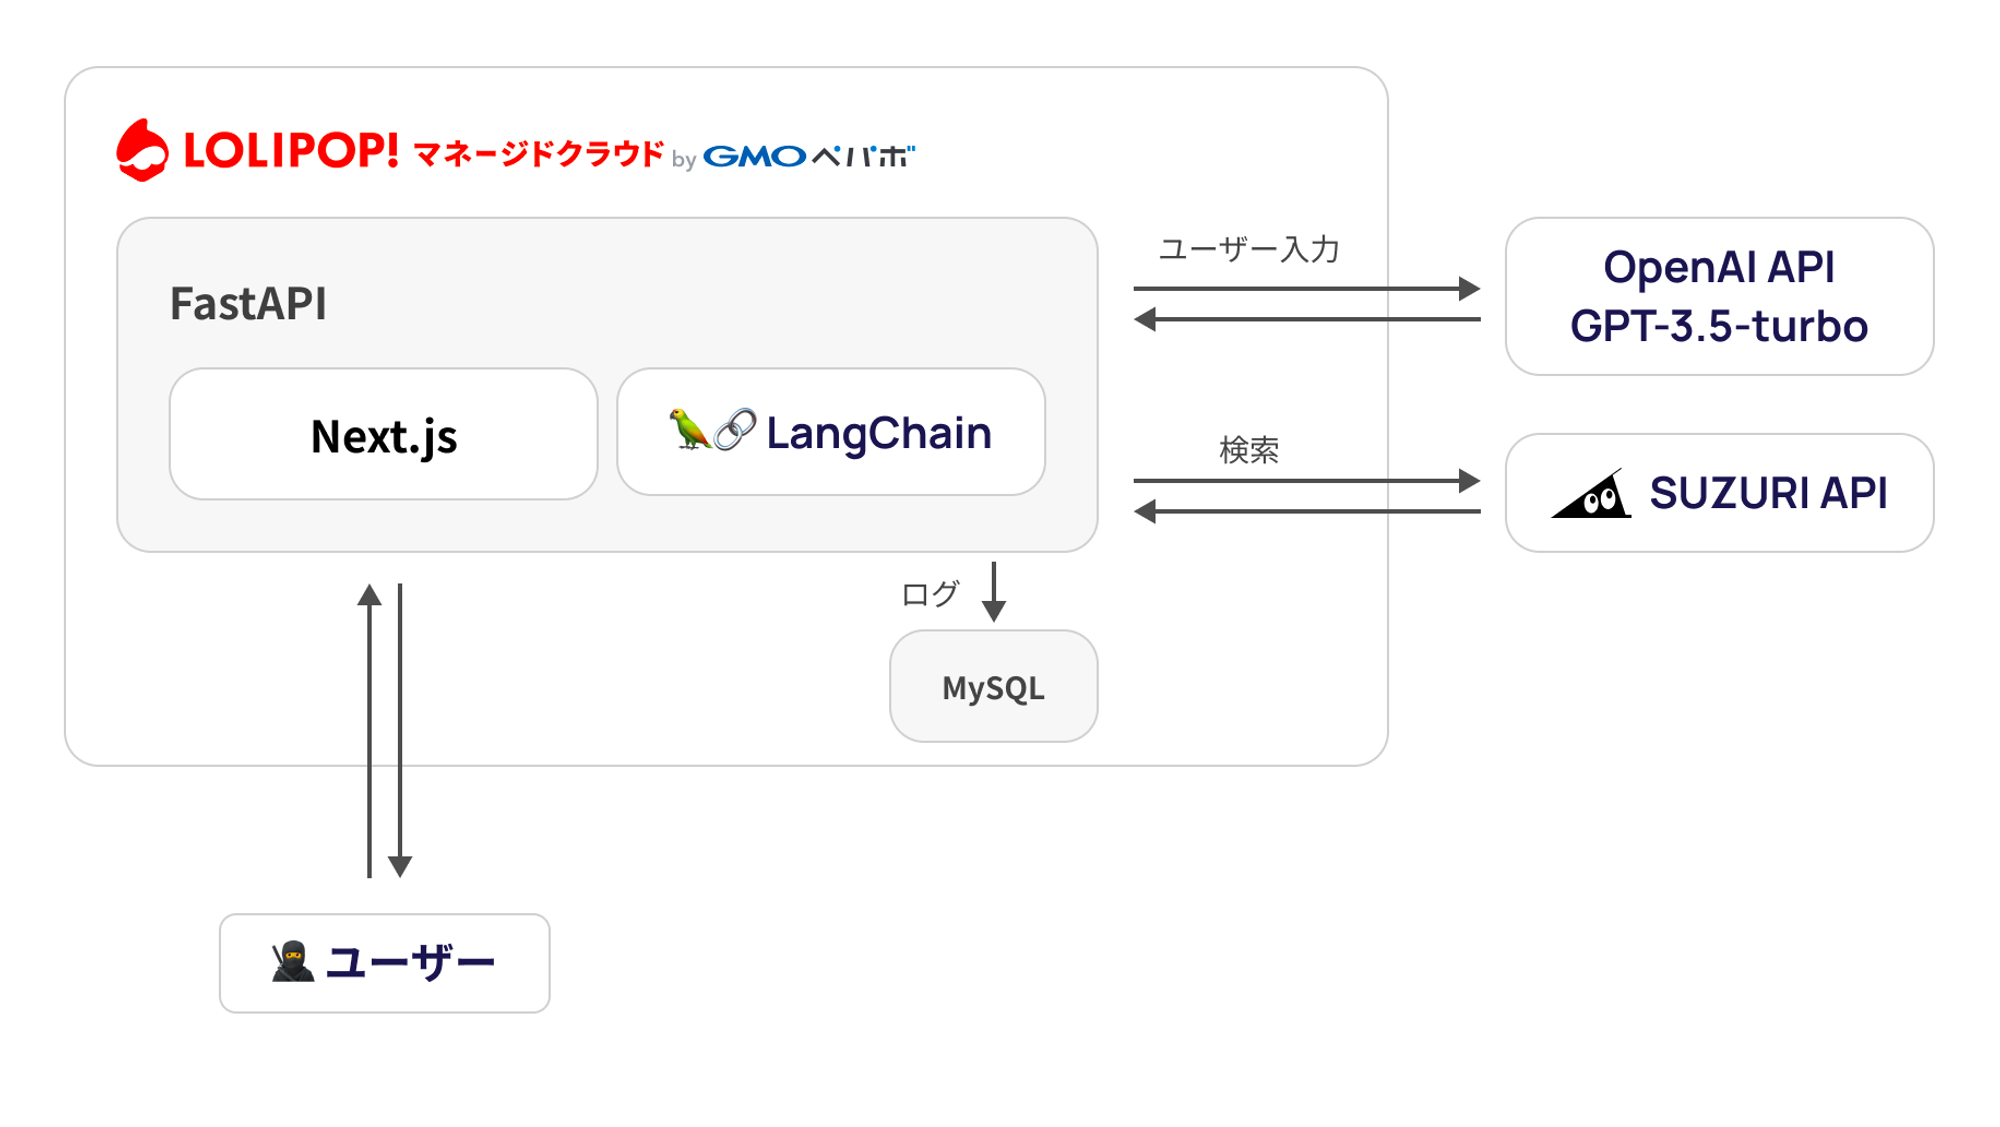 LOLIPOP! マネージドクラウド by GMOペパボ
FastAPI
Next.js
LangChain
ユーザー入力
OpenAI API
GPT-3.5-turbo
検索
SUZURI API
ログ
MySQL
ユーザー